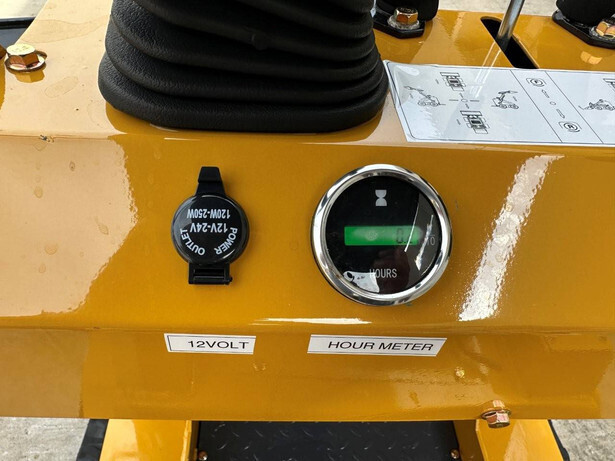 POWER OUTLET
12V-24V
120W-250W
HOURS
12VOLT
HOUR METER